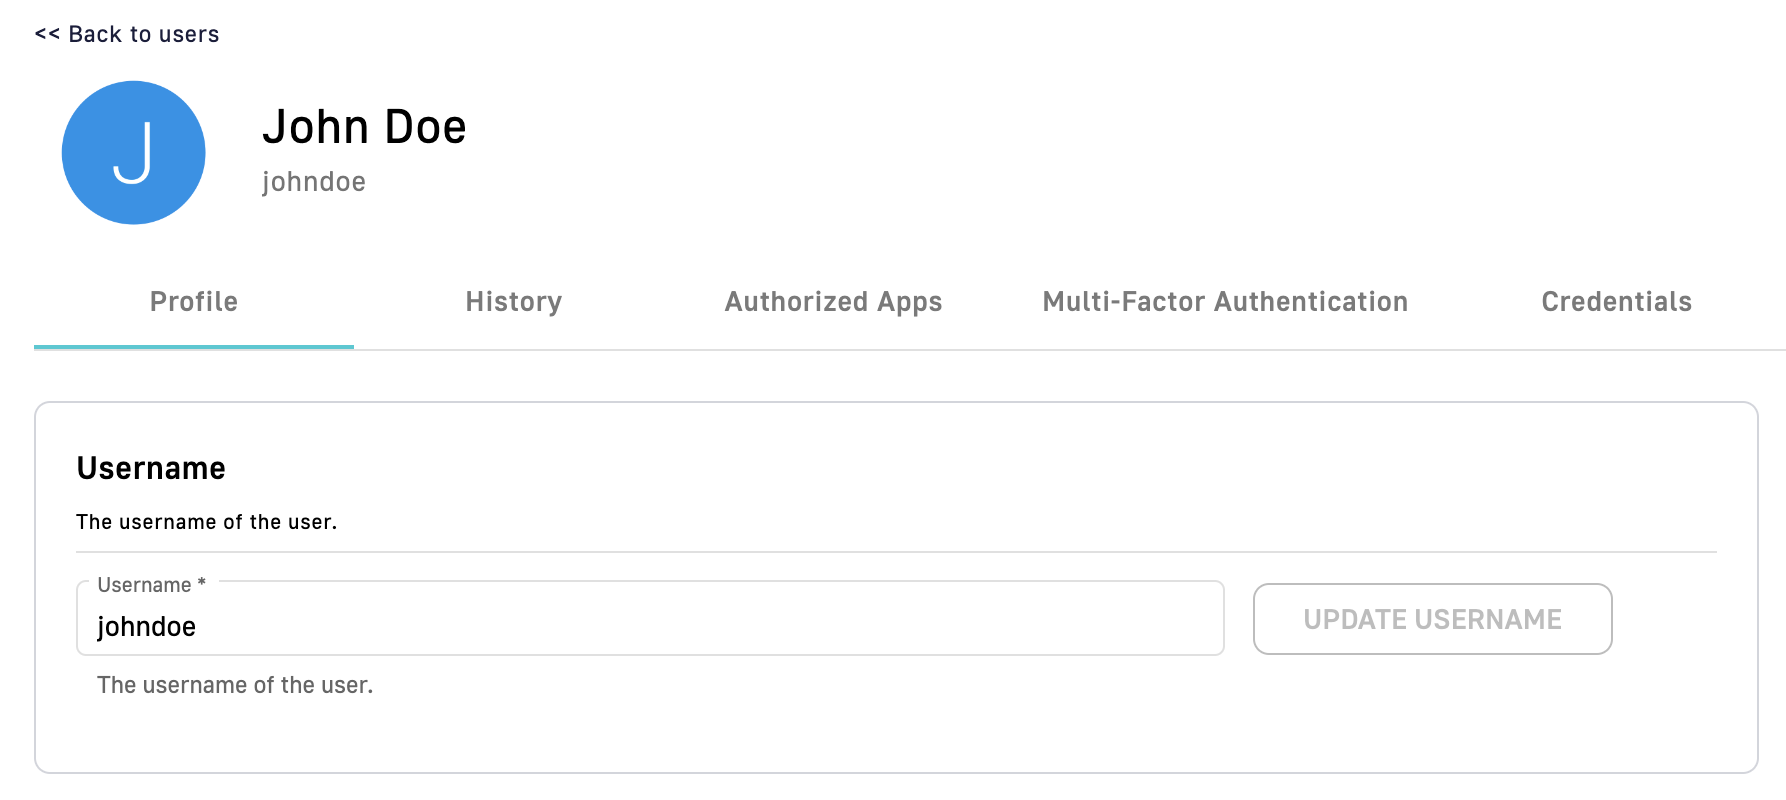 << Back to users
J
John Doe
johndoe
Profile History Authorized Apps Multi-Factor Authentication Credentials
Username
The username of the user.
Username *
johndoe
UPDATE USERNAME
The username of the user.